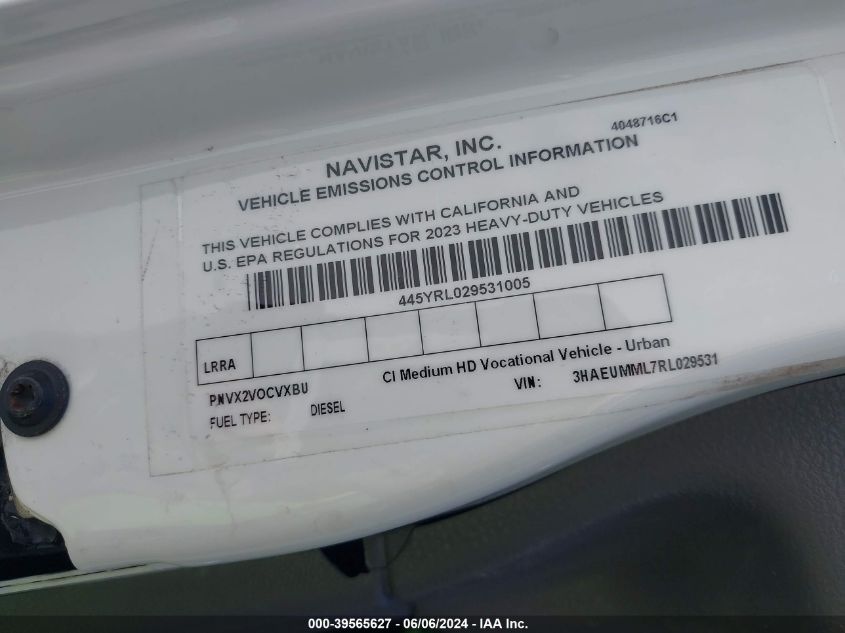 NAVISTAR, INC.
4048716C1
VEHICLE EMISSIONS CONTROL INFORMATION
THIS VEHICLE COMPLIES WITH CALIFORNIA AND
U.S. EPA REGULATIONS FOR 2023 HEAVY-DUTY VEHICLES
445YRL029531005
LRRA
PNVX2VOCVXBU
CI Medium HD Vocational Vehicle - Urban
FUEL TYPE: DIESEL
VIN: 3HAEUMML7RL029531
000-39565627 - 06/06/2024 - IAA Inc.